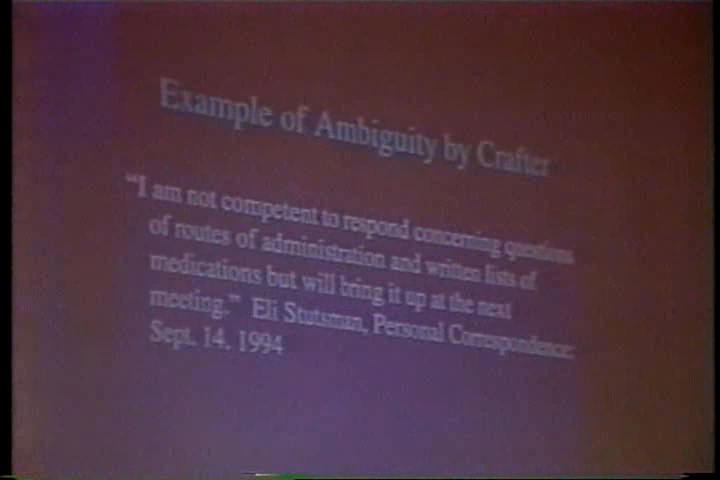 Example of Ambiguity by Crafter
“I am not competent to respond concerning questions
of routes of administration and written lists of
medications but will bring it up at the next
meeting.” Eli Stutsman, Personal Correspondence:
Sept. 14, 1994